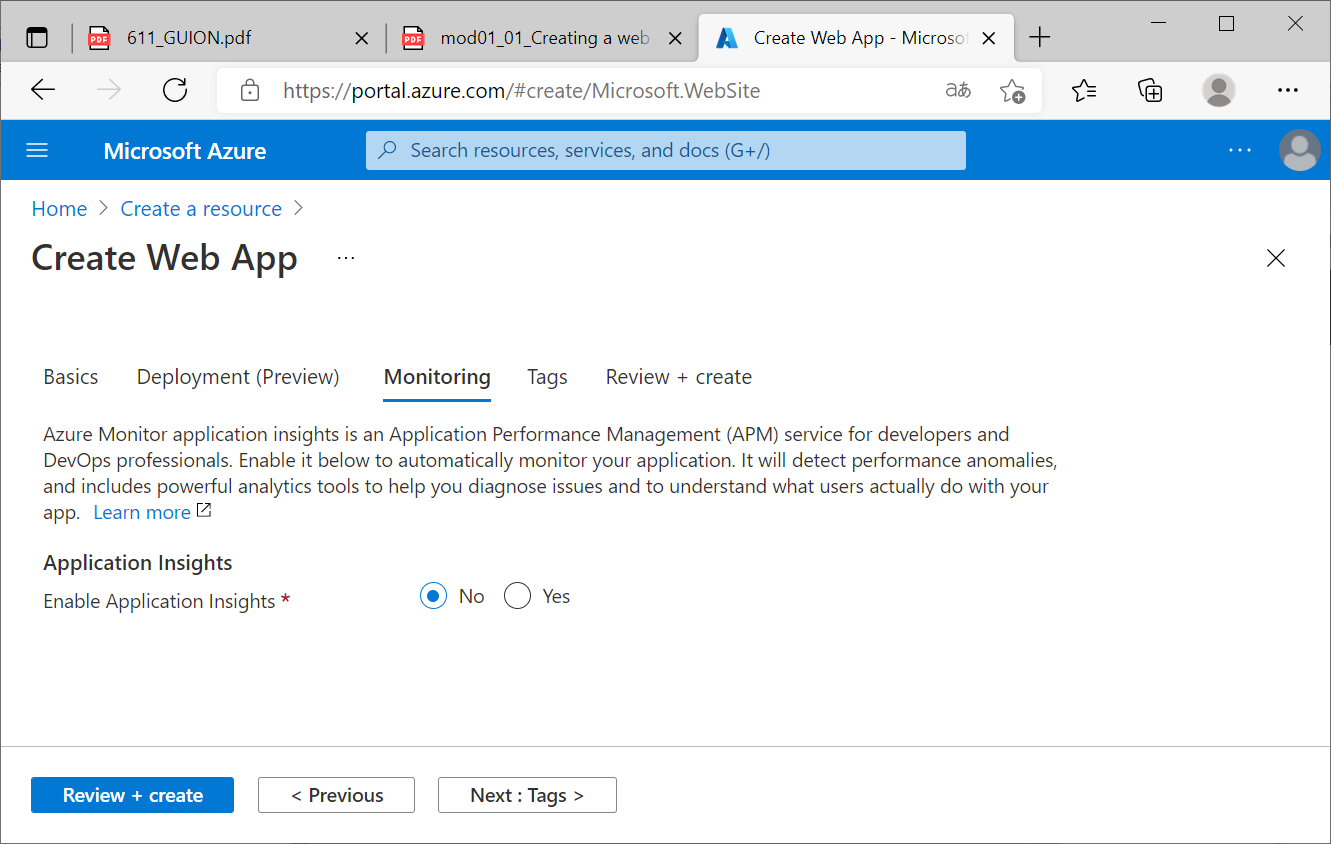 PDF 611_GUION.pdf PDF mod01_01_Creating a web Create Web App - Microsof
https://portal.azure.com/#create/Microsoft.WebSite aあ
Microsoft Azure Search resources, services, and docs (G+/)
Home > Create a resource >
Create Web App ...
Basics Deployment (Preview) Monitoring Tags Review + create
Azure Monitor application insights is an Application Performance Management (APM) service for developers and
DevOps professionals. Enable it below to automatically monitor your application. It will detect performance anomalies,
and includes powerful analytics tools to help you diagnose issues and to understand what users actually do with your
app. Learn more
Application Insights
Enable Application Insights * No Yes
Review + create < Previous Next : Tags >